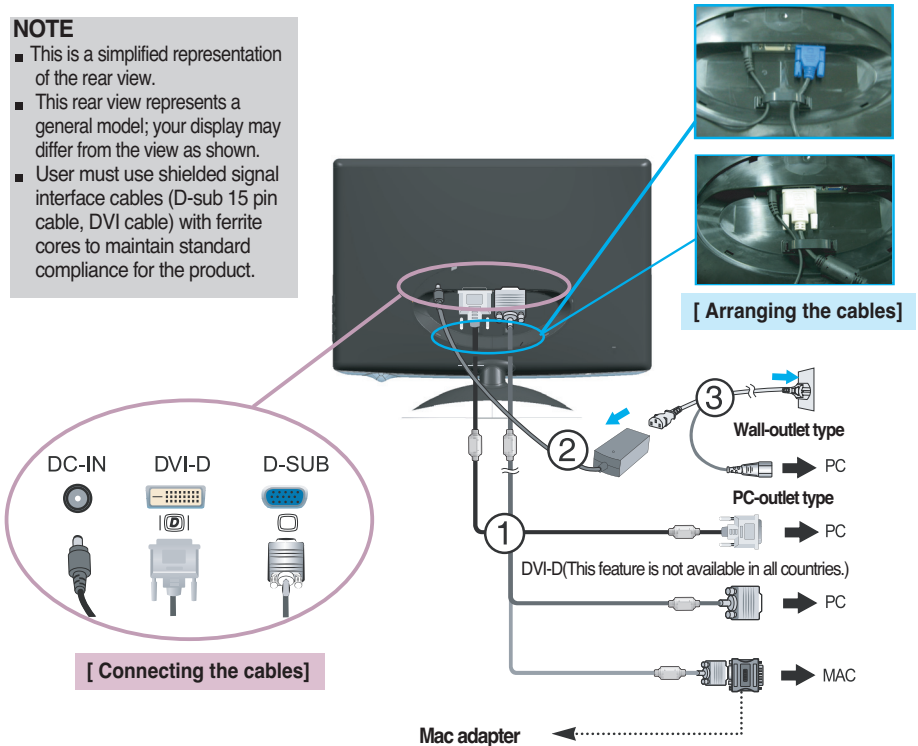 NOTE
■ This is a simplified representation
of the rear view.
■ This rear view represents a
general model; your display may
differ from the view as shown.
■ User must use shielded signal
interface cables (D-sub 15 pin
cable, DVI cable) with ferrite
cores to maintain standard
compliance for the product.
[ Arranging the cables]
3
Wall-outlet type
2
PC
PC-outlet type
DC-IN DVI-D D-SUB
D
1
PC
DVI-D(This feature is not available in all countries.)
PC
[ Connecting the cables]
MAC
Mac adapter